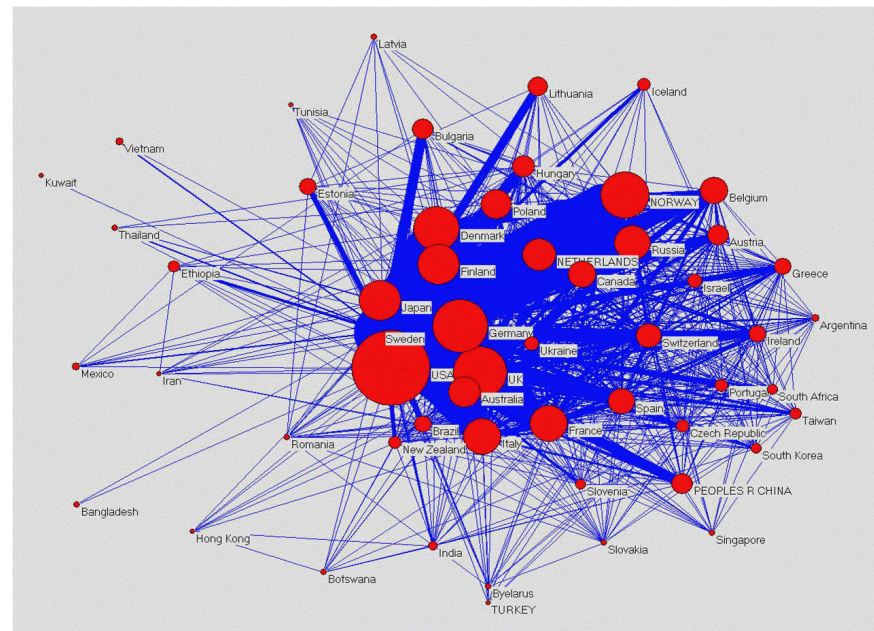 Latvia
Lithuania
Iceland
Tunisia
Bulgaria
Vietnam
Hungary
Kuwait
Estonia
NORWAY
Belgium
Poland
Thailand
Denmark
Russia
Austria
NETHERLANDS
Ethiopia
Finland
Canada
Greece
Israel
Japan
Argentina
Germany
Sweden
Ukraine
Switzerland
Ireland
Mexico
Iran
USA
UK
Portugal
South Africa
Australia
Spain
Taiwan
Brazil
France
Czech Republic
Romania
New Zealand
Italy
South Korea
PEOPLES R CHINA
Slovenia
Bangladesh
Hong Kong
Singapore
India
Slovakia
Botswana
Byelarus
TURKEY